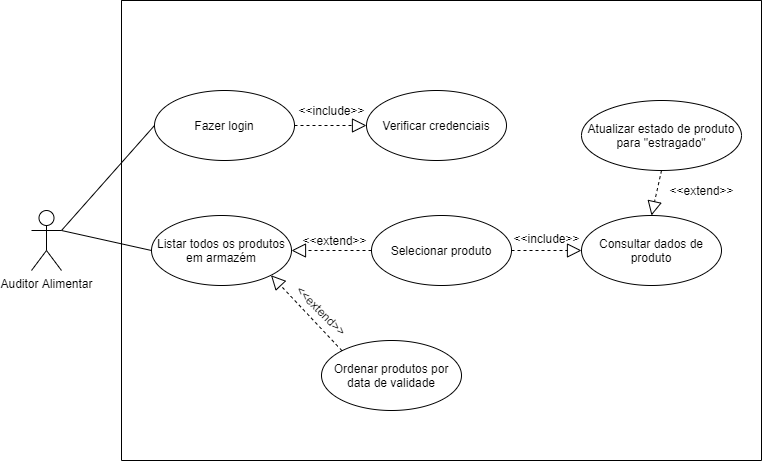 Fazer login
<<include>>
Verificar credenciais
Atualizar estado de produto
para "estragado"
<<extend>>
Auditor Alimentar
Listar todos os produtos
em armazém
<<extend>>
Selecionar produto
<<include>>
Consultar dados de
produto
<<extend>>
Ordenar produtos por
data de validade